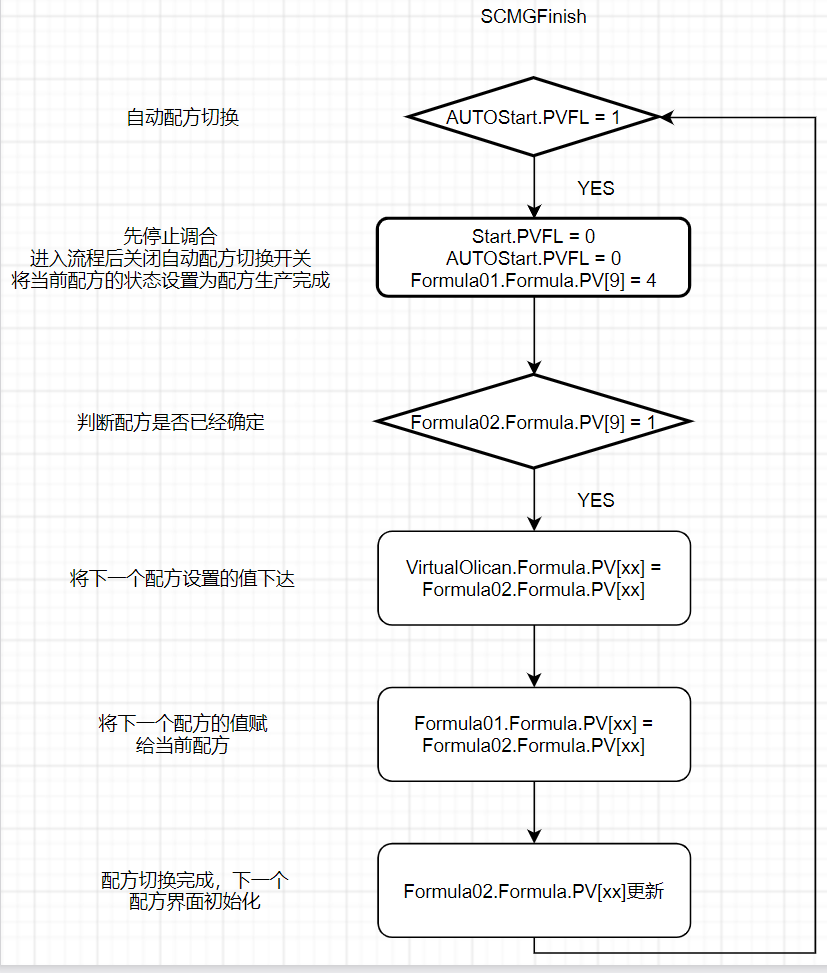 SCMGFinish
自动配方切换
AUTOStart.PVFL = 1
YES
先停止调合
进入流程后关闭自动配方切换开关
将当前配方的状态设置为配方生产完成
Start.PVFL = 0
AUTOStart.PVFL = 0
Formula01.Formula.PV[9] = 4
判断配方是否已经确定
Formula02.Formula.PV[9] = 1
YES
将下一个配方设置的值下达
VirtualOlican.Formula.PV[xx] =
Formula02.Formula.PV[xx]
将下一个配方的值赋
给当前配方
Formula01.Formula.PV[xx] =
Formula02.Formula.PV[xx]
配方切换完成，下一个
配方界面初始化
Formula02.Formula.PV[xx]更新